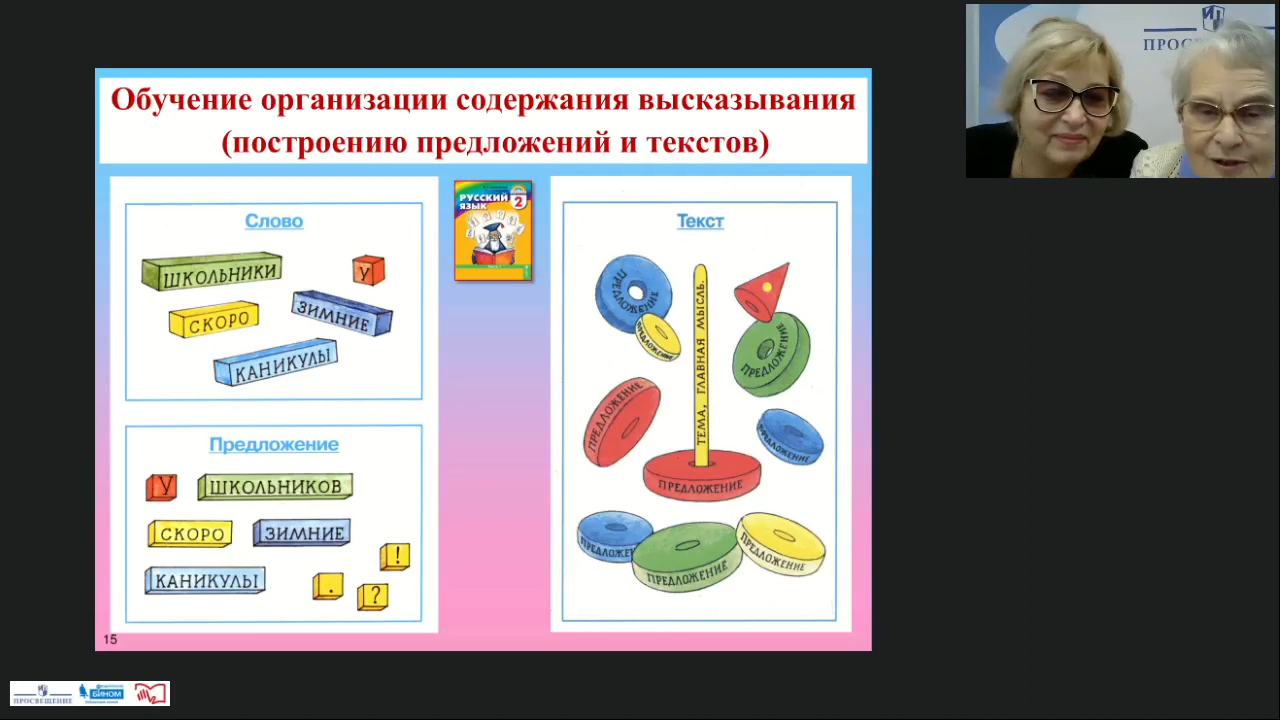 Обучение организации содержания высказывания
(построению предложений и текстов)
Слово
ШКОЛЬНИКИ
У
СКОРО
ЗИМНИЕ
КАНИКУЛЫ
Предложение
У
ШКОЛЬНИКОВ
СКОРО
ЗИМНИЕ
КАНИКУЛЫ
!
.
?
15
РУССКИЙ
ЯЗЫК
2
Текст
ПРЕДЛОЖЕНИЕ
ПРЕДЛОЖЕНИЕ
ТЕМА, ГЛАВНАЯ МЫСЛЬ.
ПРЕДЛОЖЕНИЕ
ПРЕДЛОЖЕНИЕ
ПРЕДЛОЖЕНИЕ
ПРЕДЛОЖЕНИЕ
ПРЕДЛОЖЕНИЕ
ПРЕДЛОЖЕНИЕ
ПРЕДЛОЖЕНИЕ
ПРОСВЕЩЕНИЕ
БИНОМ